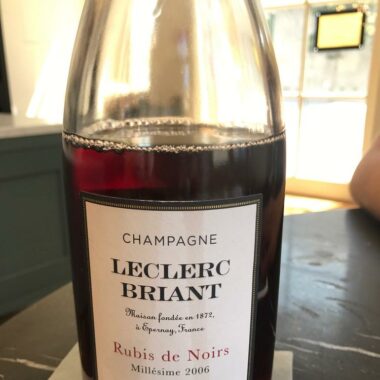 CHAMPAGNE
LECLERC
BRIANT
Maison fondée en 1872,
à Epernay, France
Rubis de Noirs
Millésime 2006